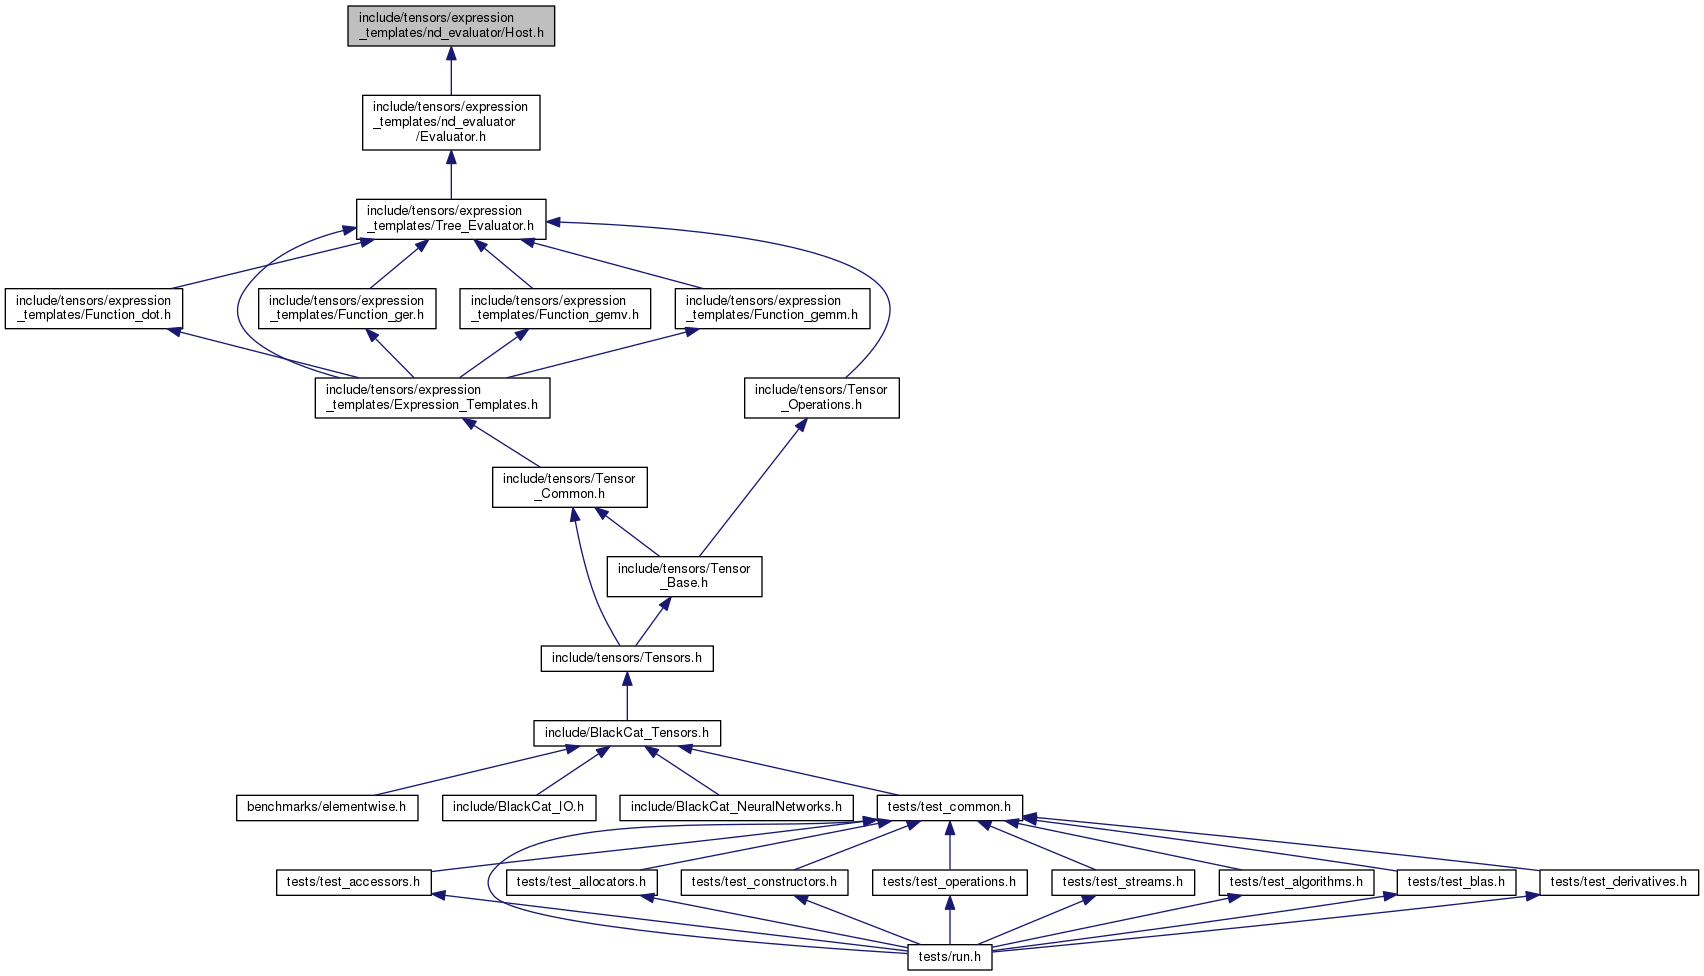 include/tensors/expression
_templates/nd_evaluator/Host.h
include/tensors/expression
_templates/nd_evaluator
/Evaluator.h
include/tensors/expression
_templates/Tree_Evaluator.h
include/tensors/expression
_templates/Function_dot.h
include/tensors/expression
_templates/Function_ger.h
include/tensors/expression
_templates/Function_gemv.h
include/tensors/expression
_templates/Function_gemm.h
include/tensors/expression
_templates/Expression_Templates.h
include/tensors/Tensor
_Operations.h
include/tensors/Tensor
_Common.h
include/tensors/Tensor
_Base.h
include/tensors/Tensors.h
include/BlackCat_Tensors.h
benchmarks/elementwise.h
include/BlackCat_IO.h
include/BlackCat_NeuralNetworks.h
tests/test_common.h
tests/test_accessors.h
tests/test_allocators.h
tests/test_constructors.h
tests/test_operations.h
tests/test_streams.h
tests/test_algorithms.h
tests/test_blas.h
tests/test_derivatives.h
tests/run.h